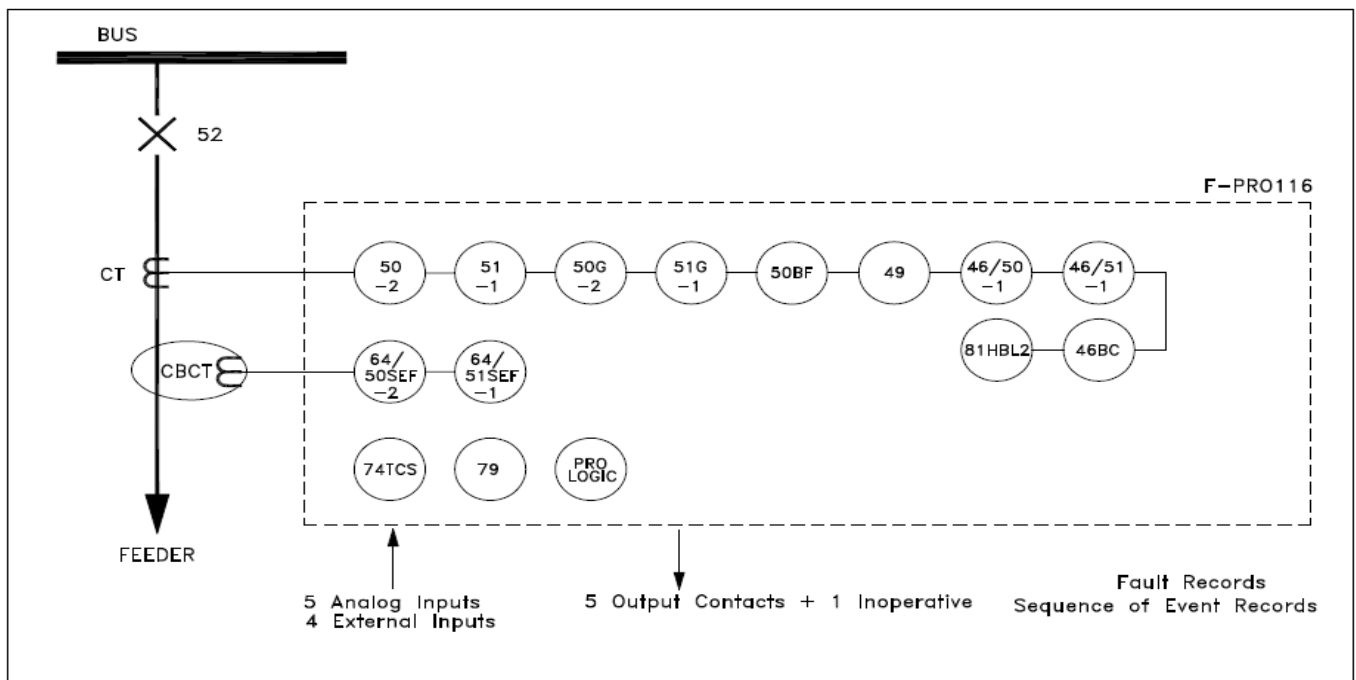 BUS
52
F-PRO116
CT
50
-2
51
-1
50G
-2
51G
-1
50BF
49
46/50
-1
46/51
-1
81HBL2
46BC
CBCT
64/
50SEF
-2
64/
51SEF
-1
74TCS
79
PRO
LOGIC
FEEDER
5 Analog Inputs
4 External Inputs
5 Output Contacts + 1 Inoperative
Fault Records
Sequence of Event Records